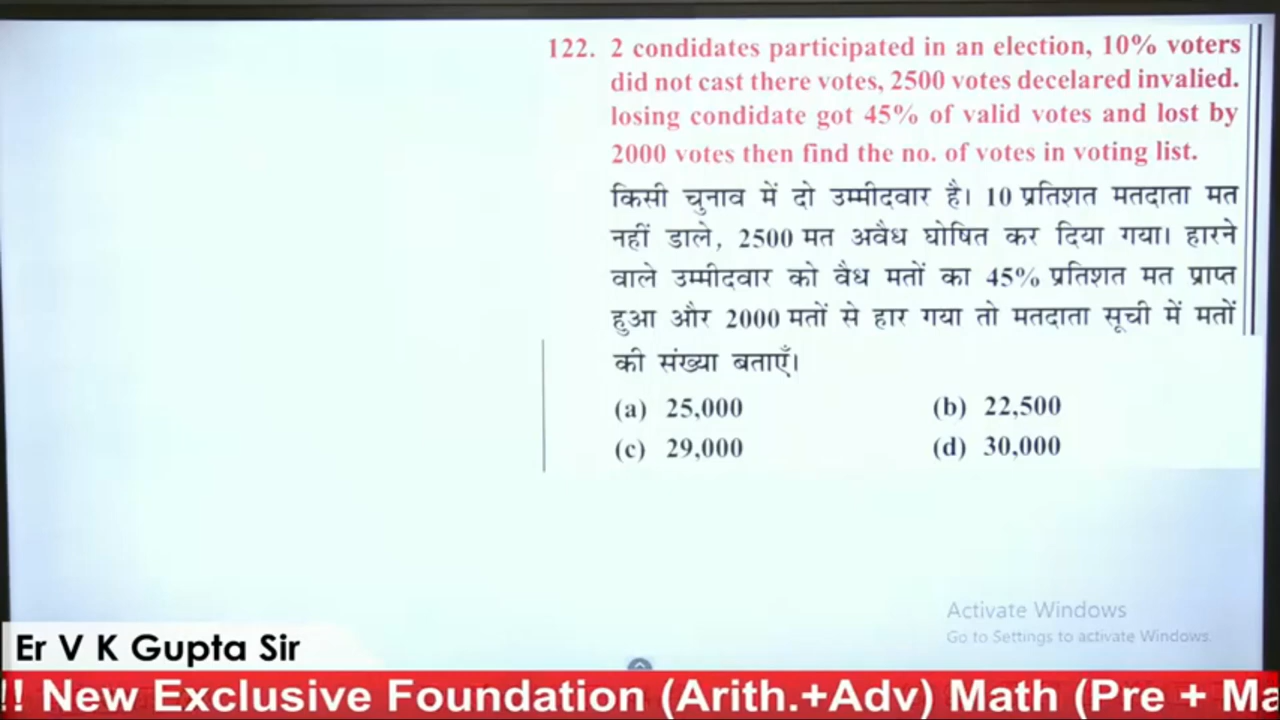 122. 2 condidates participated in an election, 10% voters
did not cast there votes, 2500 votes decelared invalied.
losing condidate got 45% of valid votes and lost by
2000 votes then find the no. of votes in voting list.
किसी चुनाव में दो उम्मीदवार है। 10 प्रतिशत मतदाता मत
नहीं डाले, 2500 मत अवैध घोषित कर दिया गया। हारने
वाले उम्मीदवार को वैध मतों का 45% प्रतिशत मत प्राप्त
हुआ और 2000 मतों से हार गया तो मतदाता सूची में मतों
की संख्या बताएँ।
(a) 25,000 (b) 22,500
(c) 29,000 (d) 30,000
Activate Windows
Go to Settings to activate Windows.
Er V K Gupta Sir
!! New Exclusive Foundation (Arith.+Adv) Math (Pre + Ma